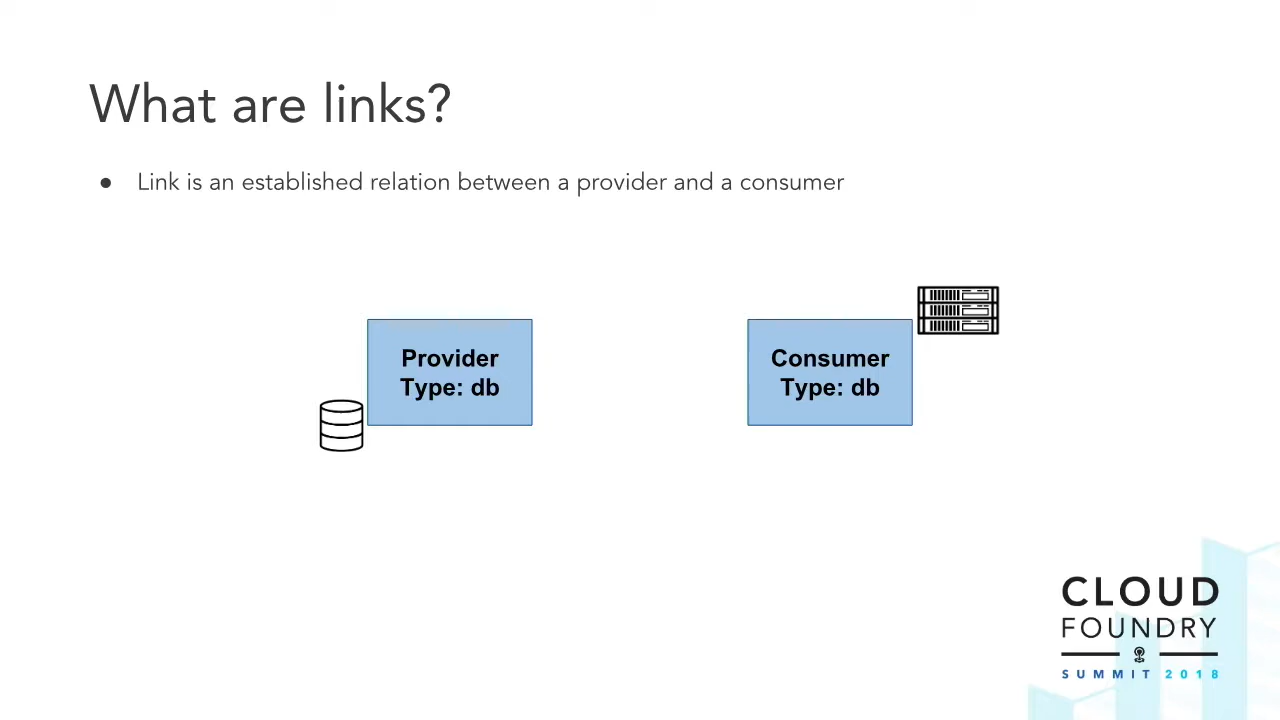 What are links?
● Link is an established relation between a provider and a consumer
Provider
Type: db
Consumer
Type: db
CLOUD
FOUNDRY
SUMMIT 2018